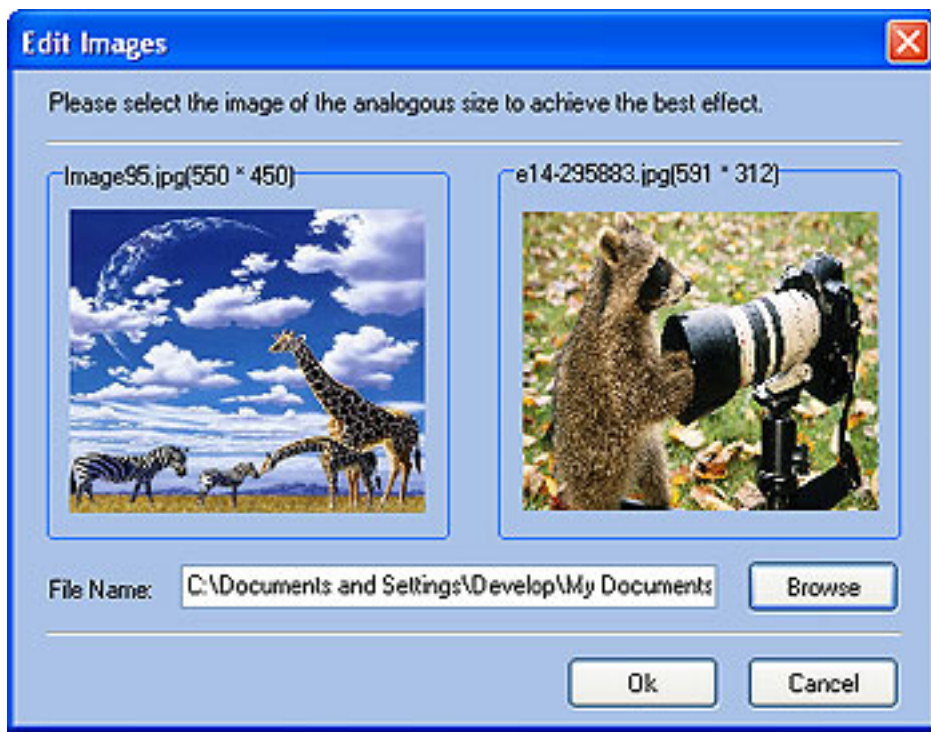 Edit Images
Please select the image of the analogous size to achieve the best effect.
Image95.jpg(550 * 450)
e14-295883.jpg(591 * 312)
File Name:
C:\Documents and Settings\Develop\My Documents
Browse
Ok
Cancel